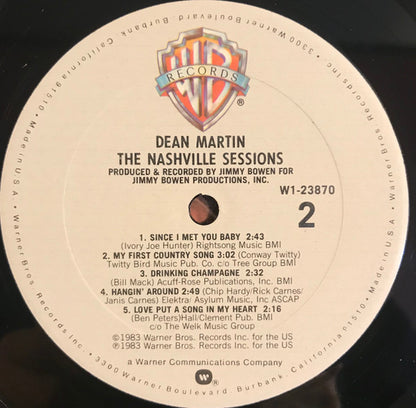 WB
RECORDS
®
DEAN MARTIN
THE NASHVILLE SESSIONS
PRODUCED & RECORDED BY JIMMY BOWEN FOR
JIMMY BOWEN PRODUCTIONS, INC.
W1-23870
2
1. SINCE I MET YOU BABY 2:43
(Ivory Joe Hunter) Rightsong Music BMI
2. MY FIRST COUNTRY SONG 3:02 (Conway Twitty)
Twitty Bird Music Pub. Co. c/o Tree Group BMI
3. DRINKING CHAMPAGNE 2:32
(Bill Mack) Acuff-Rose Publications, Inc. BMI
4. HANGIN' AROUND 2:49 (Chip Hardy/Rick Carnes/
Janis Carnes) Elektra/Asylum Music, Inc ASCAP
5. LOVE PUT A SONG IN MY HEART 2:16
(Ben Peters)Hall/Clement Pub. BMI
c/o The Welk Music Group
©1983 Warner Bros. Records Inc. for the US
℗1983 Warner Bros. Records Inc. for the US
a Warner Communications Company
Warner Bros. Records Inc. • 3300 Warner Boulevard Burbank, California 91510 • Made in U.S.A. • Warner Bros. Records Inc. • 3300 Warner Boulevard Burbank, California 91510 • Made in U.S.A. •